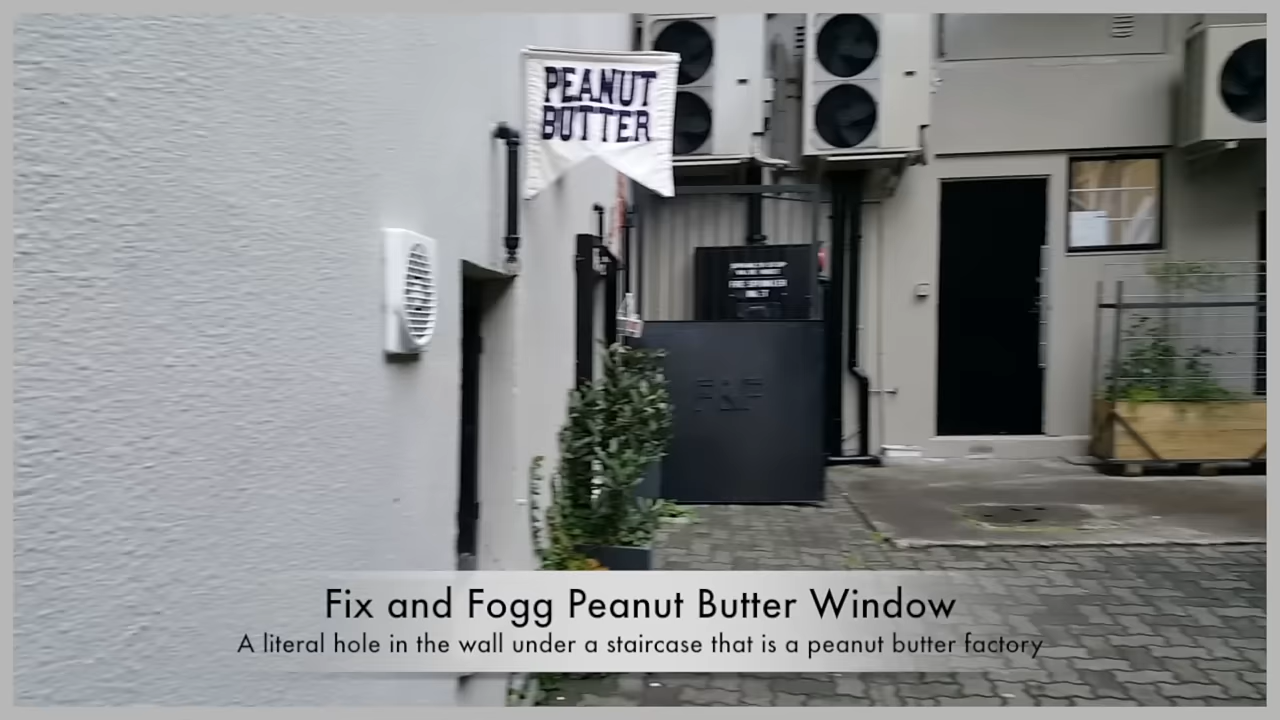 PEANUT
BUTTER
F&F
Fix and Fogg Peanut Butter Window
A literal hole in the wall under a staircase that is a peanut butter factory